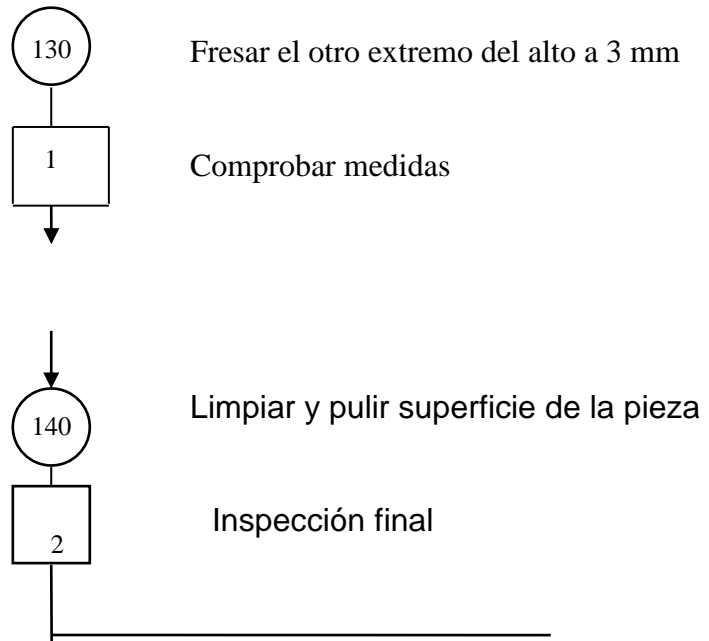 130 Fresar el otro extremo del alto a 3 mm
1 Comprobar medidas
140 Limpiar y pulir superficie de la pieza
2 Inspección final